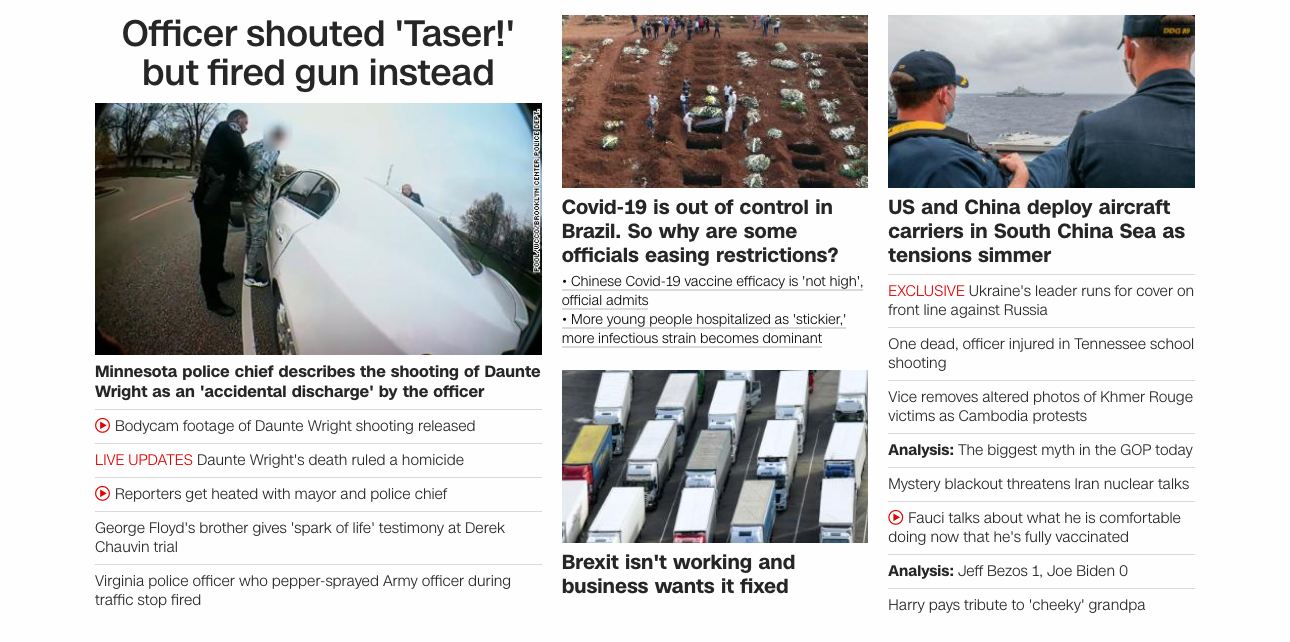 Officer shouted 'Taser!'
but fired gun instead
POOL/WCCO/BROOKLYN CENTER POLICE DEPT.
Minnesota police chief describes the shooting of Daunte
Wright as an 'accidental discharge' by the officer
Bodycam footage of Daunte Wright shooting released
LIVE UPDATES Daunte Wright's death ruled a homicide
Reporters get heated with mayor and police chief
George Floyd's brother gives 'spark of life' testimony at Derek
Chauvin trial
Virginia police officer who pepper-sprayed Army officer during
traffic stop fired
Covid-19 is out of control in
Brazil. So why are some
officials easing restrictions?
• Chinese Covid-19 vaccine efficacy is 'not high',
official admits
• More young people hospitalized as 'stickier,'
more infectious strain becomes dominant
Brexit isn't working and
business wants it fixed
DDG 89
US and China deploy aircraft
carriers in South China Sea as
tensions simmer
EXCLUSIVE Ukraine's leader runs for cover on
front line against Russia
One dead, officer injured in Tennessee school
shooting
Vice removes altered photos of Khmer Rouge
victims as Cambodia protests
Analysis: The biggest myth in the GOP today
Mystery blackout threatens Iran nuclear talks
Fauci talks about what he is comfortable
doing now that he's fully vaccinated
Analysis: Jeff Bezos 1, Joe Biden 0
Harry pays tribute to 'cheeky' grandpa